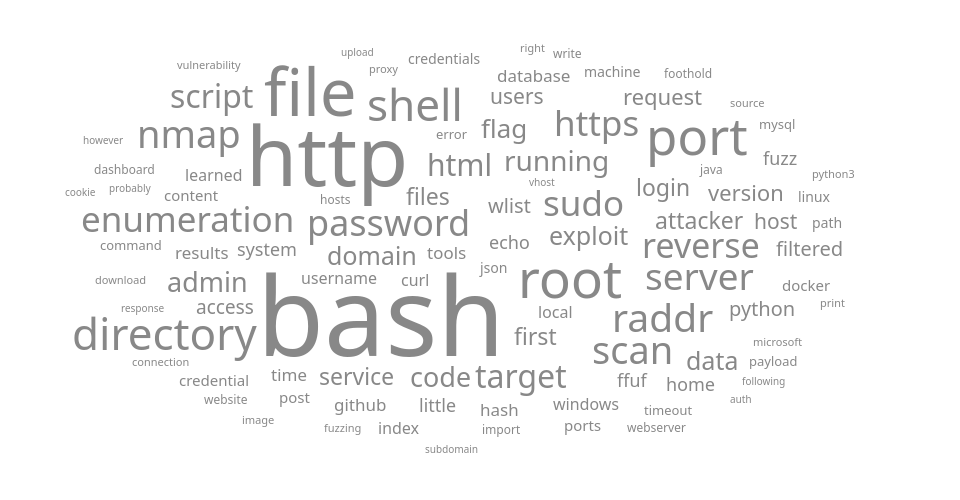 right
upload
write
credentials
vulnerability
proxy
database
machine
foothold
file
script
shell
users
request
source
nmap
http
error
flag
https
port
mysql
however
html
running
fuzz
dashboard
learned
java
python3
cookie
probably
content
hosts
files
vhost
login
version
linux
enumeration
password
wlist
sudo
attacker
host
path
command
results
system
domain
tools
echo
exploit
reverse
filtered
download
admin
username
curl
json
root
server
docker
response
access
bash
local
raddr
python
print
directory
first
scan
data
microsoft
payload
connection
credential
time
service
code
target
ffuf
home
following
website
post
github
little
hash
windows
timeout
auth
image
fuzzing
index
import
ports
webserver
subdomain